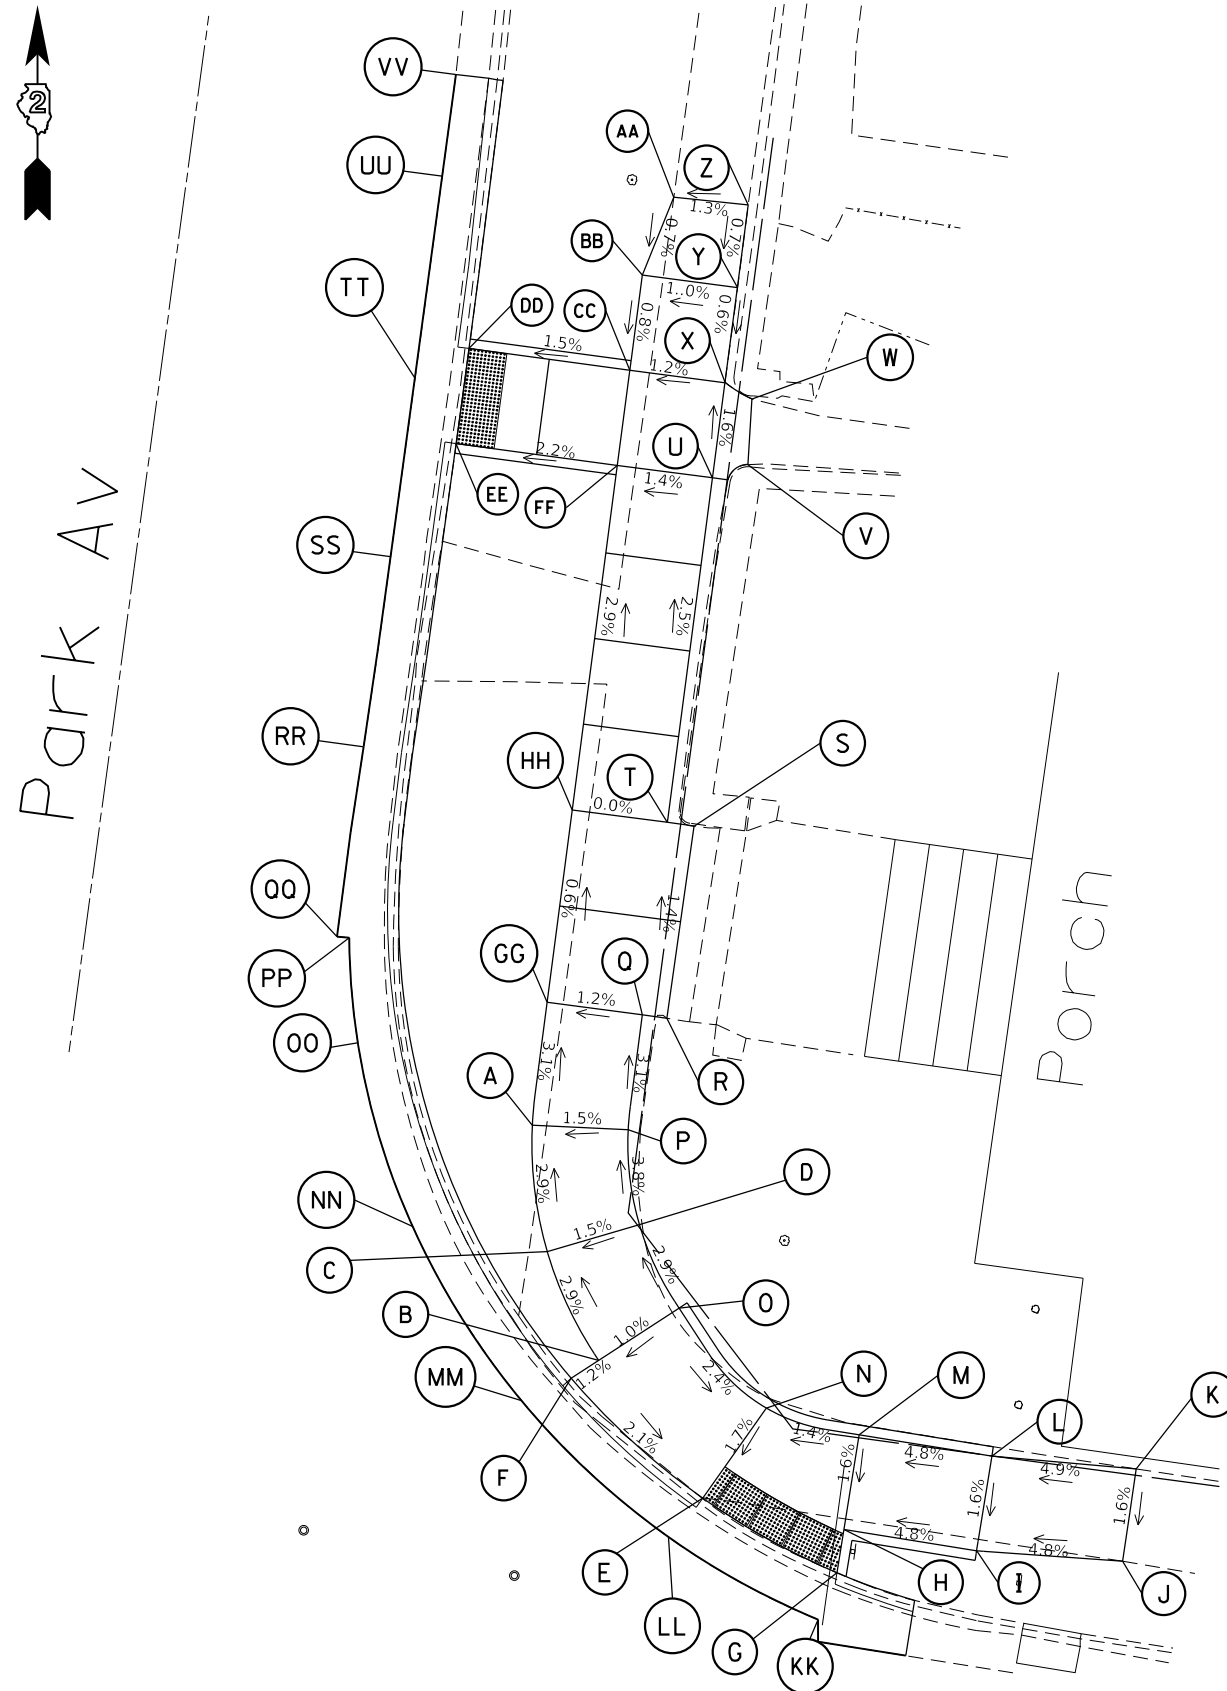 2
VV
UU
TT
SS
RR
QQ
PP
OO
NN
MM
LL
KK
AA
Z
1.3%
0.7%
0.7%
BB
Y
1..0%
0.8%
0.6%
DD
CC
X
W
1.5%
1.2%
1.6%
U
2.2%
1.4%
EE
FF
V
2.9%
2.5%
S
HH
T
0.0%
0.6%
1.4%
GG
Q
1.2%
R
3.1%
3.1%
A
1.5%
P
2.9%
3.8%
D
1.5%
C
2.9%
2.9%
B
1.0%
O
1.2%
2.4%
F
2.1%
N
M
L
K
1.7%
1.4%
1.6%
4.8%
4.9%
1.6%
1.6%
4.8%
4.8%
E
H
I
J
G
Park AV
Porch